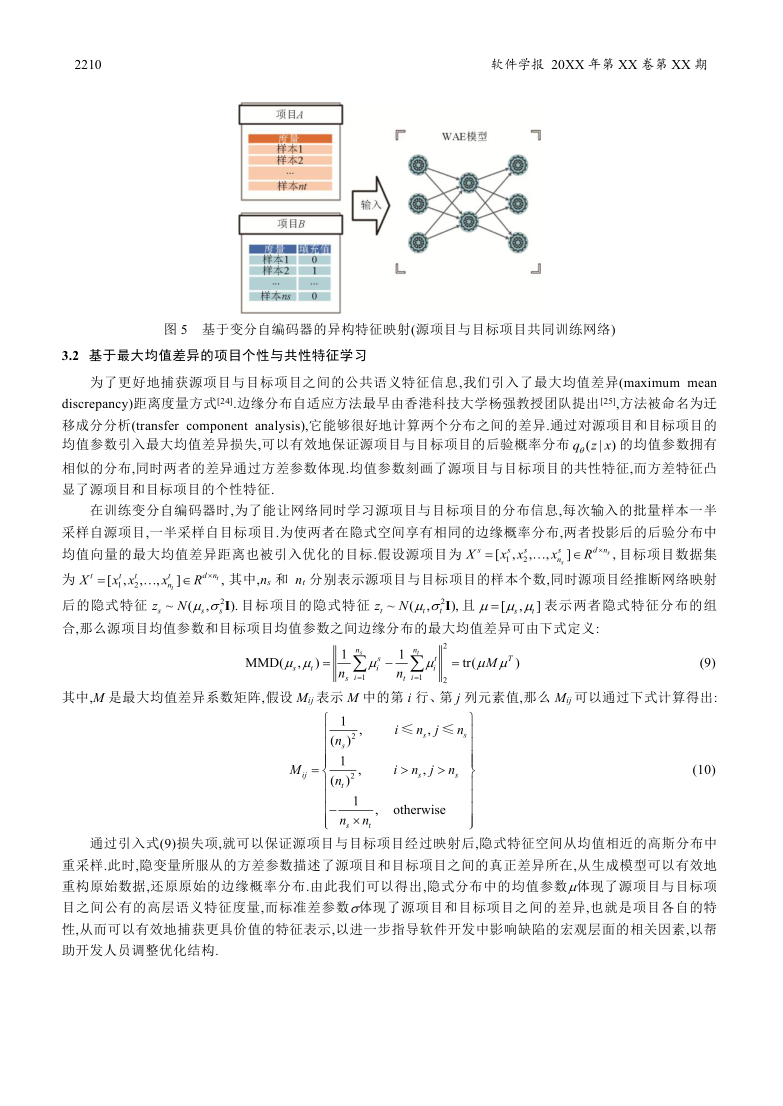 2210
软件学报 20XX 年第 XX 卷第 XX 期
项目A
度量
样本1
样本2
...
样本nt
项目B
度量 填充值
样本1 0
样本2 1
... ...
样本ns 0
输入
WAE模型
图 5 基于变分自编码器的异构特征映射(源项目与目标项目共同训练网络)
3.2 基于最大均值差异的项目个性与共性特征学习
为了更好地捕获源项目与目标项目之间的公共语义特征信息,我们引入了最大均值差异(maximum mean
discrepancy)距离度量方式[24].边缘分布自适应方法最早由香港科技大学杨强教授团队提出[25],方法被命名为迁
移成分分析(transfer component analysis),它能够很好地计算两个分布之间的差异.通过对源项目和目标项目的
均值参数引入最大均值差异损失,可以有效地保证源项目与目标项目的后验概率分布 qθ(z | x) 的均值参数拥有
相似的分布,同时两者的差异通过方差参数体现.均值参数刻画了源项目与目标项目的共性特征,而方差特征凸
显了源项目和目标项目的个性特征.
在训练变分自编码器时,为了能让网络同时学习源项目与目标项目的分布信息,每次输入的批量样本一半
采样自源项目,一半采样自目标项目.为使两者在隐式空间享有相同的边缘概率分布,两者投影后的后验分布中
均值向量的最大均值差异距离也被引入优化的目标.假设源项目为 X^s = [x_1^s, x_2^s, …, x_{n_s}^s] ∈ R^{d×n_s}, 目标项目数据集
为 X^t = [x_1^t, x_2^t, …, x_{n_t}^t] ∈ R^{d×n_t}, 其中,ns 和 nt 分别表示源项目与目标项目的样本个数,同时源项目经推断网络映射
后的隐式特征 z_s ~ N(μ_s, σ_s^2 I). 目标项目的隐式特征 z_t ~ N(μ_t, σ_t^2 I), 且 μ = [μ_s, μ_t] 表示两者隐式特征分布的组
合,那么源项目均值参数和目标项目均值参数之间边缘分布的最大均值差异可由下式定义:
MMD(μ_s, μ_t) = ‖ 1/n_s ∑_{i=1}^{n_s} μ_i^s − 1/n_t ∑_{i=1}^{n_t} μ_i^t ‖_2^2 = tr(μMμ^T) (9)
其中,M 是最大均值差异系数矩阵,假设 Mij 表示 M 中的第 i 行、第 j 列元素值,那么 Mij 可以通过下式计算得出:
1/(n_s)^2, i ≤ n_s, j ≤ n_s
M_ij = { 1/(n_t)^2, i > n_s, j > n_s } (10)
− 1/(n_s × n_t), otherwise
通过引入式(9)损失项,就可以保证源项目与目标项目经过映射后,隐式特征空间从均值相近的高斯分布中
重采样.此时,隐变量所服从的方差参数描述了源项目和目标项目之间的真正差异所在,从生成模型可以有效地
重构原始数据,还原原始的边缘概率分布.由此我们可以得出,隐式分布中的均值参数μ体现了源项目与目标项
目之间公有的高层语义特征度量,而标准差参数σ体现了源项目和目标项目之间的差异,也就是项目各自的特
性,从而可以有效地捕获更具价值的特征表示,以进一步指导软件开发中影响缺陷的宏观层面的相关因素,以帮
助开发人员调整优化结构.